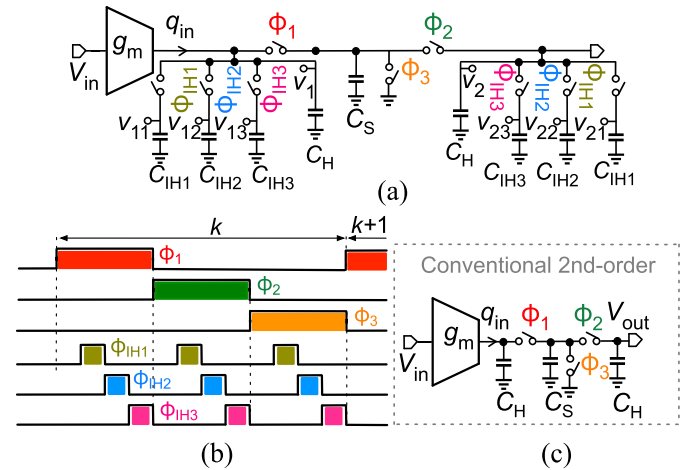 q_in Φ_1 Φ_2
g_m
V_in
Φ_IH1 Φ_IH2 Φ_IH3 v_1 Φ_3 v_2 Φ_IH3 Φ_IH2 Φ_IH1
C_S
v_11 v_12 v_13 v_23 v_22 v_21
C_IH1 C_IH2 C_IH3 C_H C_H C_IH3 C_IH2 C_IH1
(a)
k k+1
Φ_1
Φ_2
Φ_3
Φ_IH1
Φ_IH2
Φ_IH3
(b)
Conventional 2nd-order
q_in Φ_1 Φ_2 V_out
g_m
V_in Φ_3
C_H C_S C_H
(c)